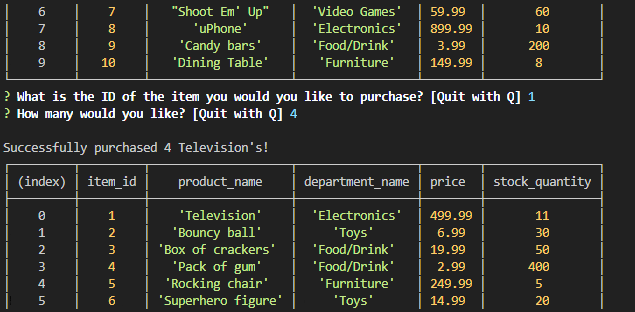 6 7 "Shoot Em' Up" 'Video Games' 59.99 60
7 8 'uPhone' 'Electronics' 899.99 10
8 9 'Candy bars' 'Food/Drink' 3.99 200
9 10 'Dining Table' 'Furniture' 149.99 8
? What is the ID of the item you would you like to purchase? [Quit with Q] 1
? How many would you like? [Quit with Q] 4
Successfully purchased 4 Television's!
(index) item_id product_name department_name price stock_quantity
0 1 'Television' 'Electronics' 499.99 11
1 2 'Bouncy ball' 'Toys' 6.99 30
2 3 'Box of crackers' 'Food/Drink' 19.99 50
3 4 'Pack of gum' 'Food/Drink' 2.99 400
4 5 'Rocking chair' 'Furniture' 249.99 5
5 6 'Superhero figure' 'Toys' 14.99 20